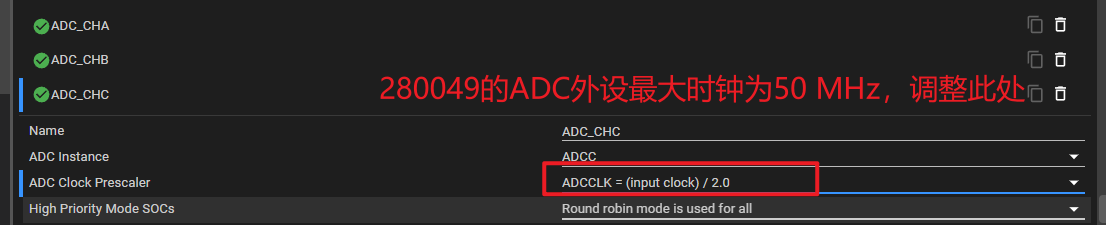 ADC_CHA
ADC_CHB
ADC_CHC
280049的ADC外设最大时钟为50 MHz，调整此处
Name ADC_CHC
ADC Instance ADCC
ADC Clock Prescaler ADCCLK = (input clock) / 2.0
High Priority Mode SOCs Round robin mode is used for all